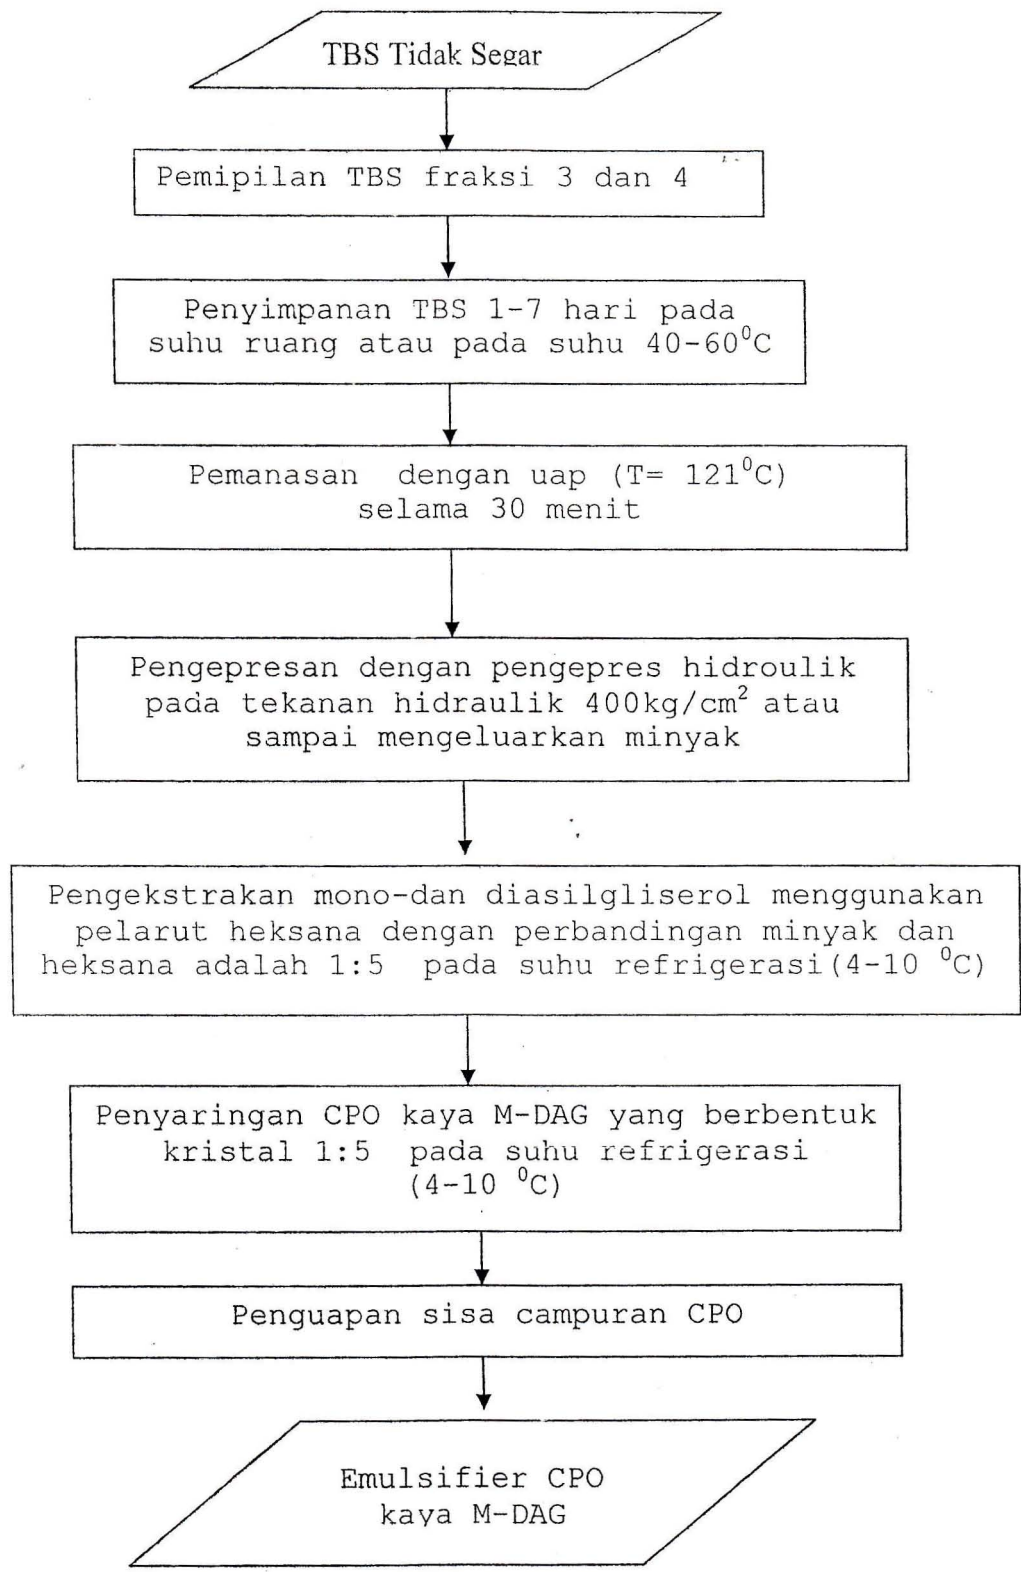 TBS Tidak Segar
Pemipilan TBS fraksi 3 dan 4
Penyimpanan TBS 1-7 hari pada
suhu ruang atau pada suhu 40-60⁰C
Pemanasan dengan uap (T= 121⁰C)
selama 30 menit
Pengepresan dengan pengepres hidroulik
pada tekanan hidraulik 400kg/cm² atau
sampai mengeluarkan minyak
Pengekstrakan mono-dan diasilgliserol menggunakan
pelarut heksana dengan perbandingan minyak dan
heksana adalah 1:5 pada suhu refrigerasi(4-10 ⁰C)
Penyaringan CPO kaya M-DAG yang berbentuk
kristal 1:5 pada suhu refrigerasi
(4-10 ⁰C)
Penguapan sisa campuran CPO
Emulsifier CPO
kaya M-DAG